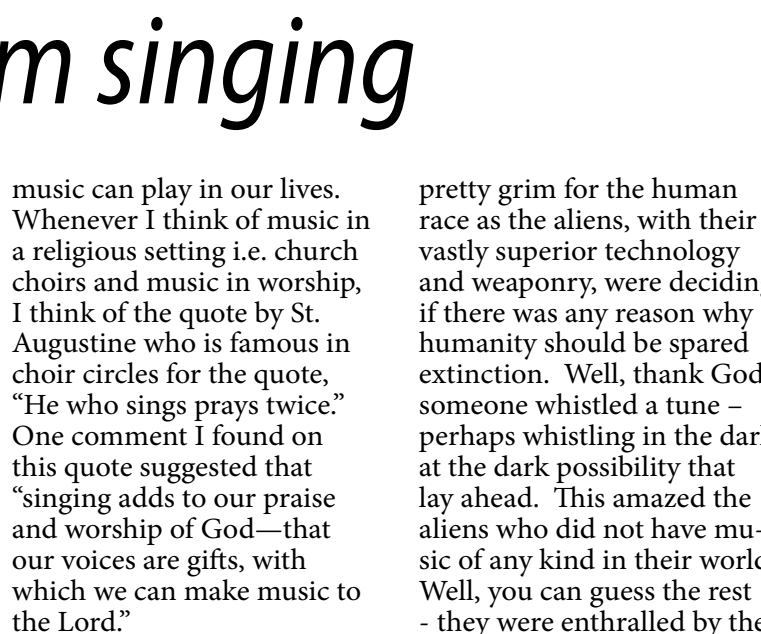 m singing
music can play in our lives.
Whenever I think of music in
a religious setting i.e. church
choirs and music in worship,
I think of the quote by St.
Augustine who is famous in
choir circles for the quote,
“He who sings prays twice.”
One comment I found on
this quote suggested that
“singing adds to our praise
and worship of God—that
our voices are gifts, with
which we can make music to
the Lord.”
pretty grim for the human
race as the aliens, with their
vastly superior technology
and weaponry, were deciding
if there was any reason why
humanity should be spared
extinction.  Well, thank God
someone whistled a tune –
perhaps whistling in the dark
at the dark possibility that
lay ahead.  This amazed the
aliens who did not have mu-
sic of any kind in their world
Well, you can guess the rest
- they were enthralled by the